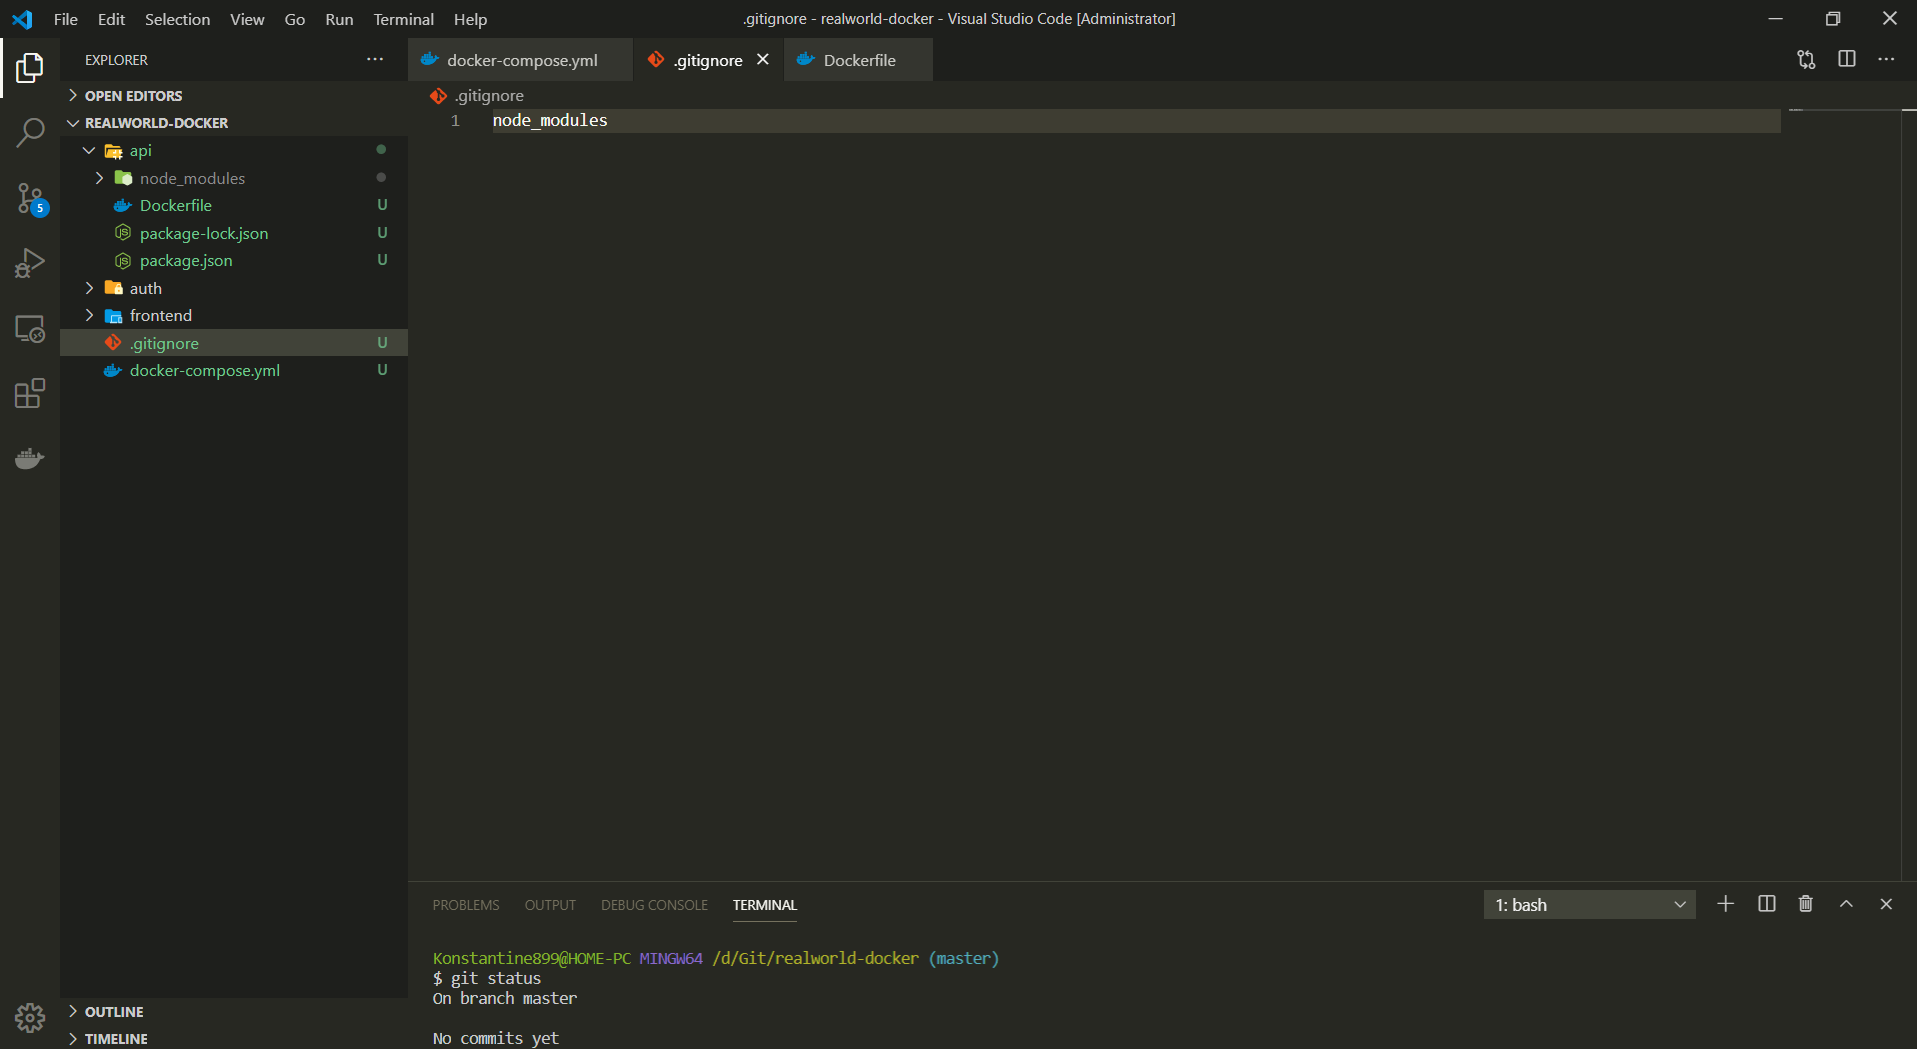 File Edit Selection View Go Run Terminal Help
.gitignore - realworld-docker - Visual Studio Code [Administrator]
EXPLORER
docker-compose.yml
.gitignore
Dockerfile
OPEN EDITORS
REALWORLD-DOCKER
api
node_modules
Dockerfile U
package-lock.json U
package.json U
auth
frontend
.gitignore U
docker-compose.yml U
5
OUTLINE
TIMELINE
.gitignore
1 node_modules
PROBLEMS OUTPUT DEBUG CONSOLE TERMINAL
1: bash
Konstantine899@HOME-PC MINGW64 /d/Git/realworld-docker (master)
$ git status
On branch master
No commits yet